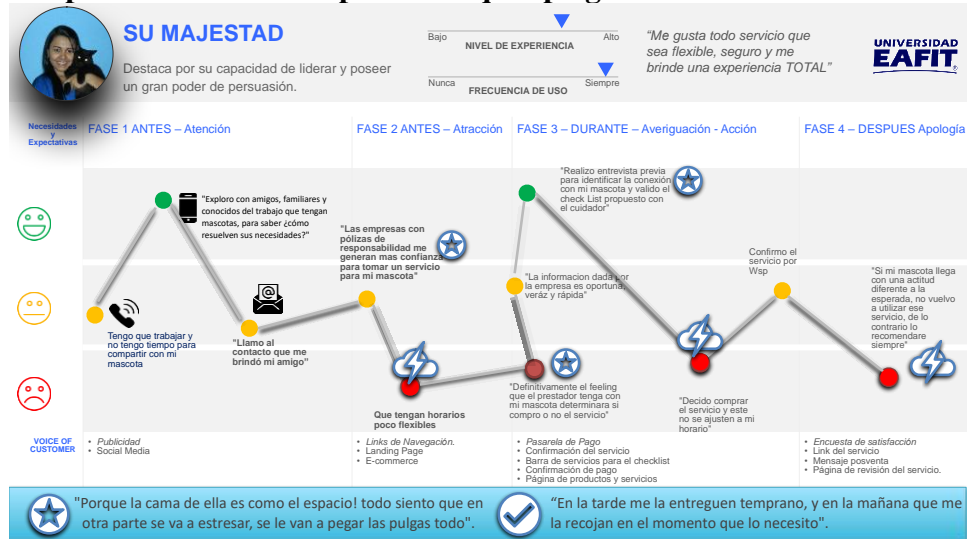 SU MAJESTAD
Destaca por su capacidad de liderar y poseer
un gran poder de persuasión.
Bajo
Alto
NIVEL DE EXPERIENCIA
Nunca
Siempre
FRECUENCIA DE USO
“Me gusta todo servicio que
sea flexible, seguro y me
brinde una experiencia TOTAL”
UNIVERSIDAD
EAFIT
Necesidades
y
Expectativas
FASE 1 ANTES – Atención
FASE 2 ANTES – Atracción
FASE 3 – DURANTE – Averiguación - Acción
FASE 4 – DESPUES Apología
Tengo que trabajar y
no tengo tiempo para
compartir con mi
mascota
"Exploro con amigos, familiares y
conocidos del trabajo que tengan
mascotas, para saber ¿cómo
resuelven sus necesidades?"
"Llamo al
contacto que me
brindó mi amigo"
"Las empresas con
pólizas de
responsabilidad me
generan mas confianza
para tomar un servicio
para mi mascota"
Que tengan horarios
poco flexibles
"Realizo entrevista previa
para identificar la conexión
con mi mascota y valido el
check List propuesto con
el cuidador"
"La informacion dada por
la empresa es oportuna,
veráz y rápida"
"Definitivamente el feeling
que el prestador tenga con
mi mascota determinara si
compro o no el servicio"
"Decido comprar
el servicio y este
no se ajusten a mi
horario"
Confirmo el
servicio por
Wsp
"Si mi mascota llega
con una actitud
diferente a la
esperada, no vuelvo
a utilizar ese
servicio, de lo
contrario lo
recomendare
siempre"
VOICE OF
CUSTOMER
• Publicidad
• Social Media
• Links de Navegación.
• Landing Page
• E-commerce
• Pasarela de Pago
• Confirmación del servicio
• Barra de servicios para el checklist
• Confirmación de pago
• Página de productos y servicios
• Encuesta de satisfacción
• Link del servicio
• Mensaje posventa
• Página de revisión del servicio.
"Porque la cama de ella es como el espacio! todo siento que en
otra parte se va a estresar, se le van a pegar las pulgas todo".
“En la tarde me la entreguen temprano, y en la mañana que me
la recojan en el momento que lo necesito".